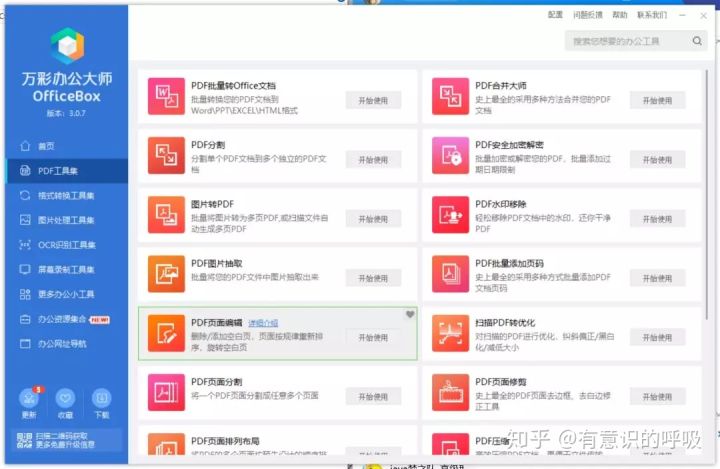 配置 问题反馈 帮助 联系我们
搜索您想要的办公工具
万彩办公大师
OfficeBox
版本：3.0.7
首页
PDF工具集
格式转换工具集
图片处理工具集
OCR识别工具集
屏幕录制工具集
更多办公小工具
办公资源集合 NEW!
办公网址导航
5
更新 收藏 下载
扫描二维码获取
更多免费升级信息
PDF批量转Office文档
批量转换您的PDF文档到
Word\PPT\EXCEL\HTML格式
开始使用
PDF合并大师
史上最全的采用多种方法合并您的PDF
文档
开始使用
PDF分割
分割单个PDF文档到多个独立的PDF文
档
开始使用
PDF安全加密解密
批量加密或解密您的PDF、批量添加过
期日期限制
开始使用
图片转PDF
批量将图片转为多页PDF,或扫描文件自
动生成多页PDF
开始使用
PDF水印移除
轻松移除PDF文档中的水印，还你干净
PDF
开始使用
PDF图片抽取
批量将您的PDF文件中图片抽取出来
开始使用
PDF批量添加页码
史上最全的采用多种方式批量添加PDF
文档页码
开始使用
PDF页面编辑 详细介绍
删除/添加空白页、页面按规律重新排
序、旋转空白页
开始使用
扫描PDF转优化
对扫描的PDF进行优化，纠斜偏正/黑白
化/减低大小
开始使用
PDF页面分割
将一个PDF页面分割成任意多个页面
开始使用
PDF页面修剪
史上最全的PDF页面去边框、去白边修
正工具
开始使用
PDF页面排列布局
PDF压缩
知乎 @有意识的呼吸